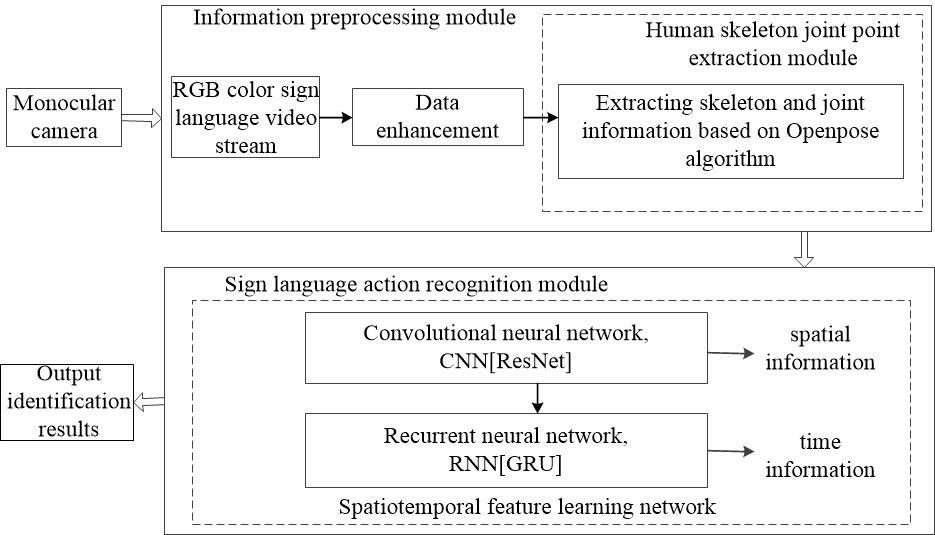 Information preprocessing module
Human skeleton joint point
extraction module
Monocular
camera
RGB color sign
language video
stream
Data
enhancement
Extracting skeleton and joint
information based on Openpose
algorithm
Sign language action recognition module
Convolutional neural network,
CNN[ResNet]
spatial
information
Recurrent neural network,
RNN[GRU]
time
information
Spatiotemporal feature learning network
Output
identification
results